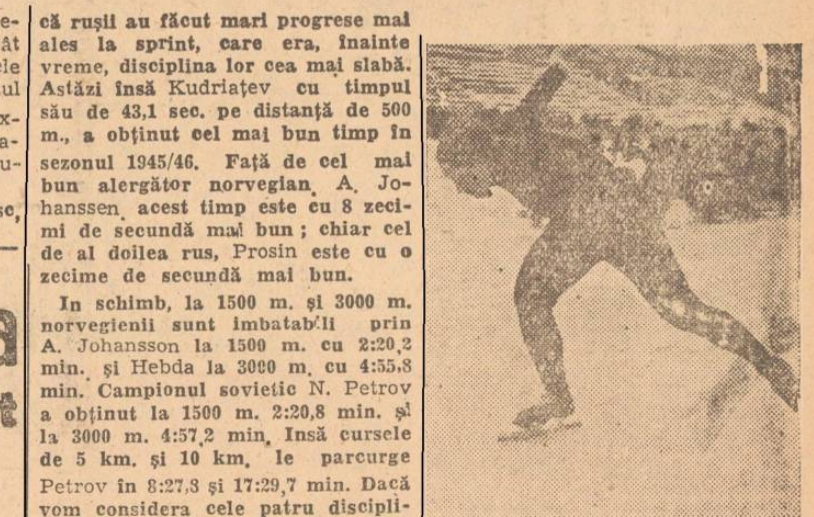 că rușii au făcut mari progrese mai
ales la sprint, care era, înainte
vreme, disciplina lor cea mai slabă.
Astăzi însă Kudriațev cu timpul
său de 43,1 sec. pe distanță de 500
m., a obținut cel mai bun timp în
sezonul 1945/46. Față de cel mai
bun alergător norvegian, A. Jo-
hanssen, acest timp este cu 8 zeci-
mi de secundă mai bun; chiar cel
de al doilea rus, Prosin este cu o
zecime de secundă mai bun.
In schimb, la 1500 m. și 3000 m.
norvegienii sunt imbatabili prin
A. Johansson la 1500 m. cu 2:20,2
min. și Hebda la 3000 m. cu 4:55,8
min. Campionul sovietic N. Petrov
a obținut la 1500 m. 2:20,8 min. și
la 3000 m. 4:57,2 min. Insă cursele
de 5 km. și 10 km. le parcurge
Petrov în 8:27,3 și 17:29,7 min. Dacă
vom considera cele patru discipli-